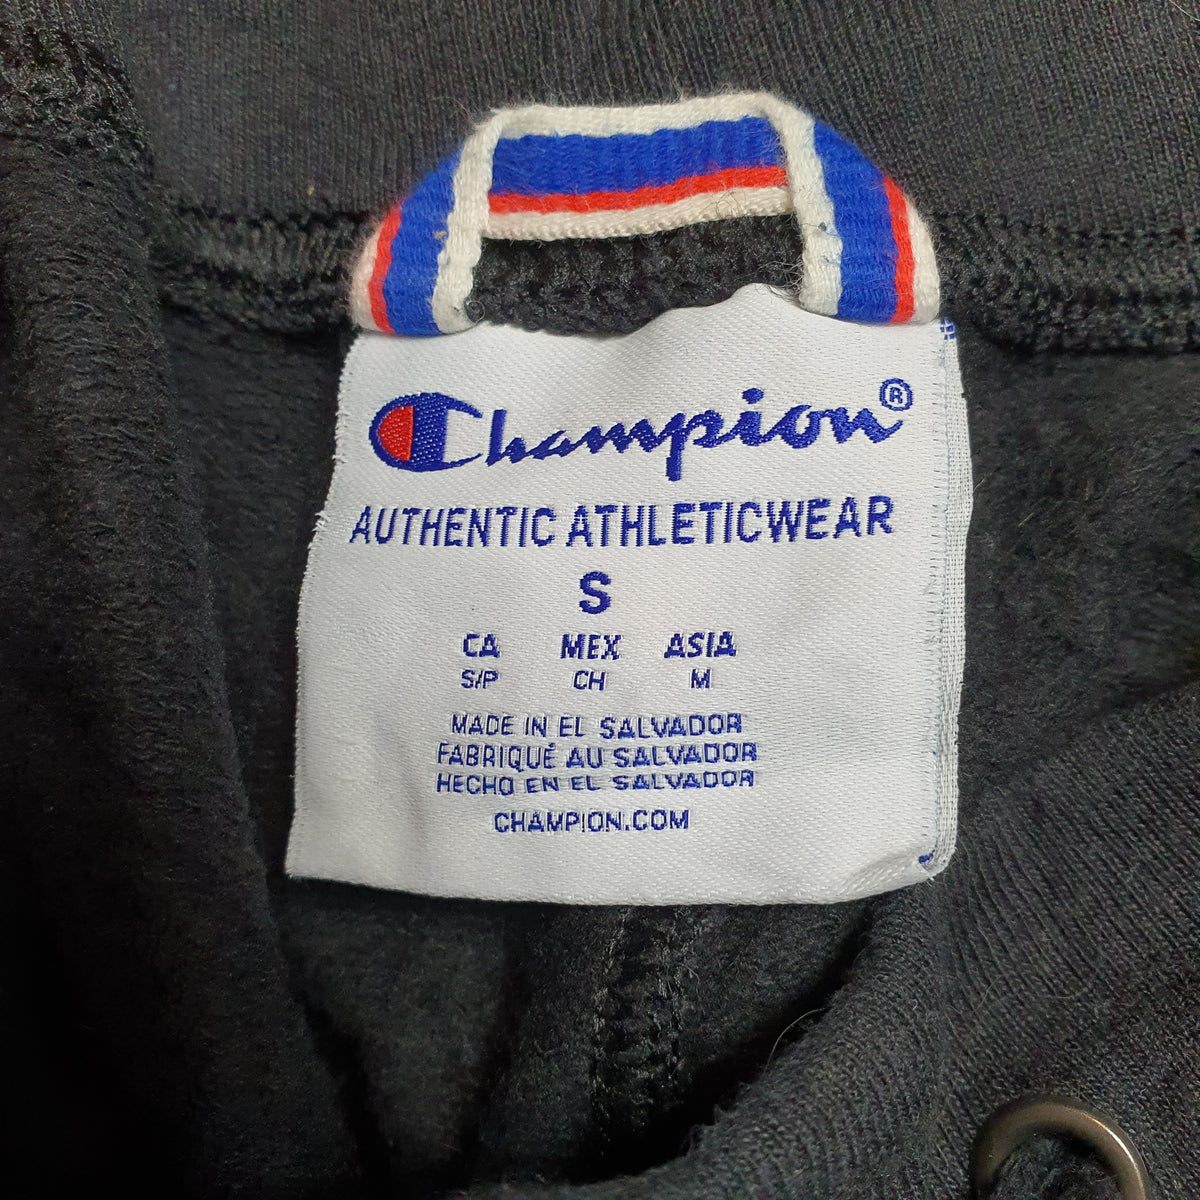 Champion®
AUTHENTIC ATHLETICWEAR
S
CA MEX ASIA
S/P CH M
MADE IN EL SALVADOR
FABRIQUÉ AU SALVADOR
HECHO EN EL SALVADOR
CHAMPION.COM